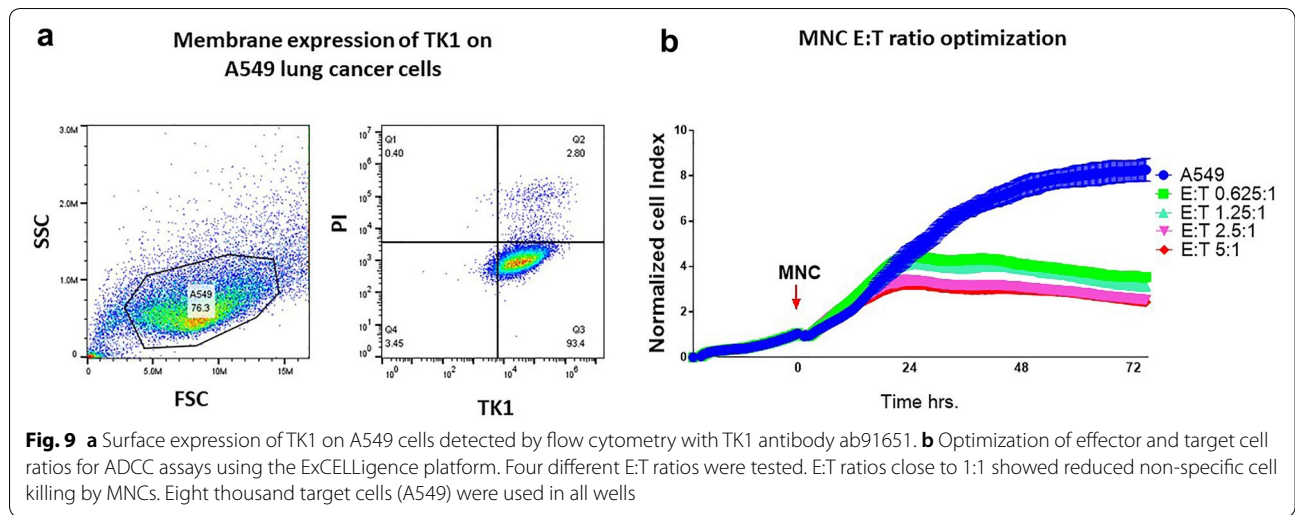 a
Membrane expression of TK1 on
A549 lung cancer cells
SSC
3.0M
2.0M
1.0M
0
A549
76.3
0
5.0M
10M
15M
FSC
PI
10^7
10^6
10^5
10^4
10^3
10^2
10^1
10^0
Q1
0.40
Q2
2.80
Q4
3.45
Q3
93.4
10^0
10^2
10^4
10^6
TK1
b
MNC E:T ratio optimization
Normalized cell Index
10
8
6
4
2
0
MNC
0
24
48
72
Time hrs.
A549
E:T 0.625:1
E:T 1.25:1
E:T 2.5:1
E:T 5:1
Fig. 9 a Surface expression of TK1 on A549 cells detected by flow cytometry with TK1 antibody ab91651. b Optimization of effector and target cell
ratios for ADCC assays using the ExCELLigence platform. Four different E:T ratios were tested. E:T ratios close to 1:1 showed reduced non-specific cell
killing by MNCs. Eight thousand target cells (A549) were used in all wells